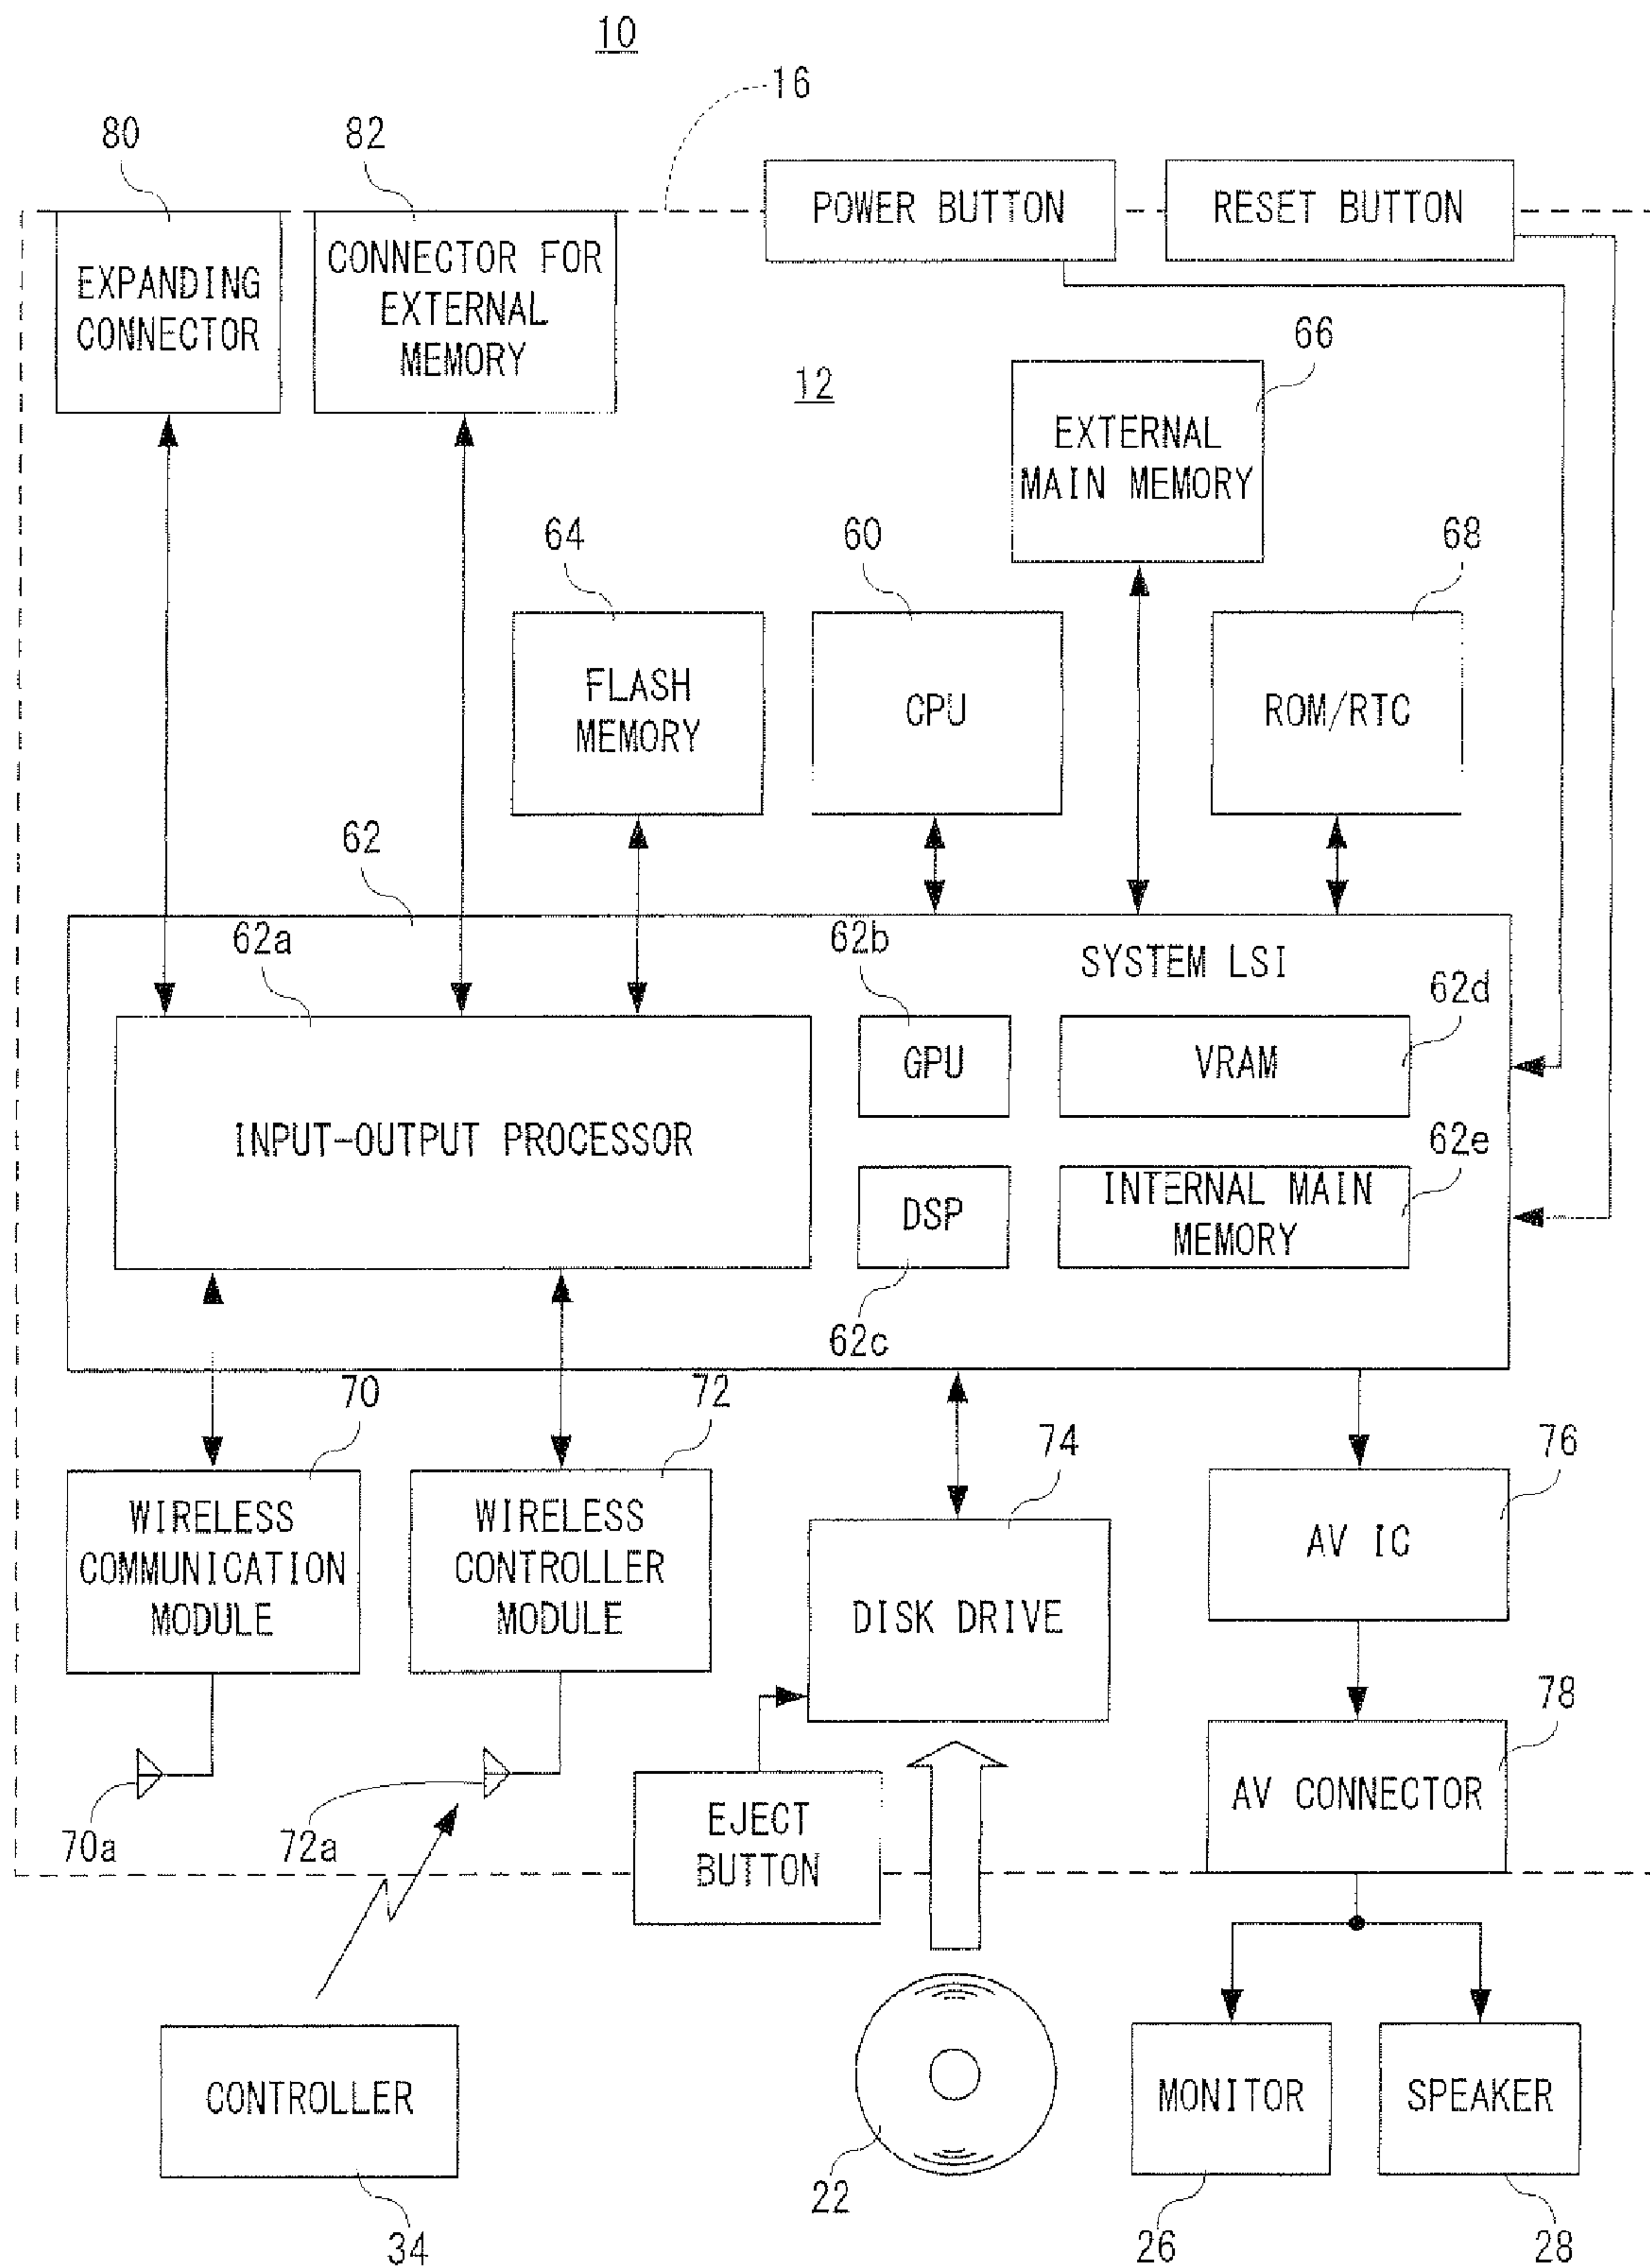 10
16
80
82
POWER BUTTON
RESET BUTTON
EXPANDING
CONNECTOR
CONNECTOR FOR
EXTERNAL
MEMORY
12
66
EXTERNAL
MAIN MEMORY
64
60
68
FLASH
MEMORY
CPU
ROM/RTC
62
62a
62b
SYSTEM LSI
62d
GPU
VRAM
INPUT-OUTPUT PROCESSOR
62e
DSP
INTERNAL MAIN
MEMORY
62c
70
72
74
76
WIRELESS
COMMUNICATION
MODULE
WIRELESS
CONTROLLER
MODULE
DISK DRIVE
AV IC
78
70a
72a
EJECT
BUTTON
AV CONNECTOR
CONTROLLER
MONITOR
SPEAKER
34
22
26
28